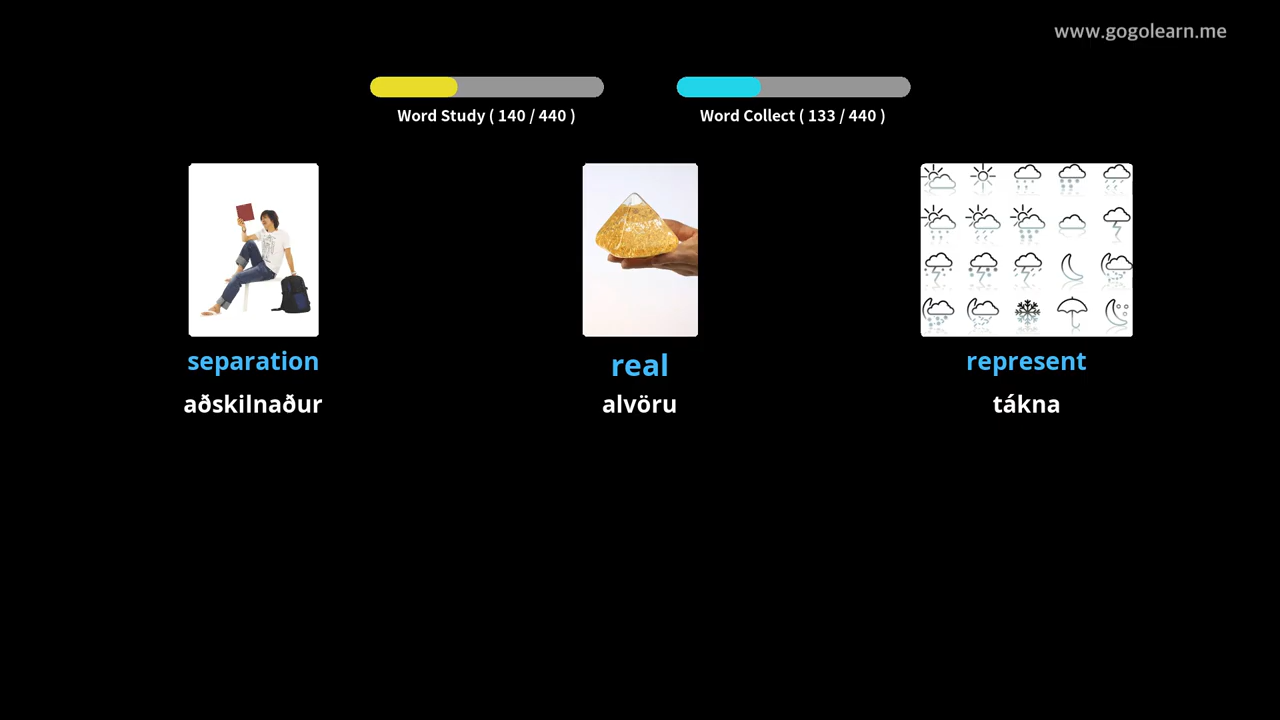 www.gogolearn.me
Word Study ( 140 / 440 )
Word Collect ( 133 / 440 )
separation
real
represent
aðskilnaður
alvöru
tákna